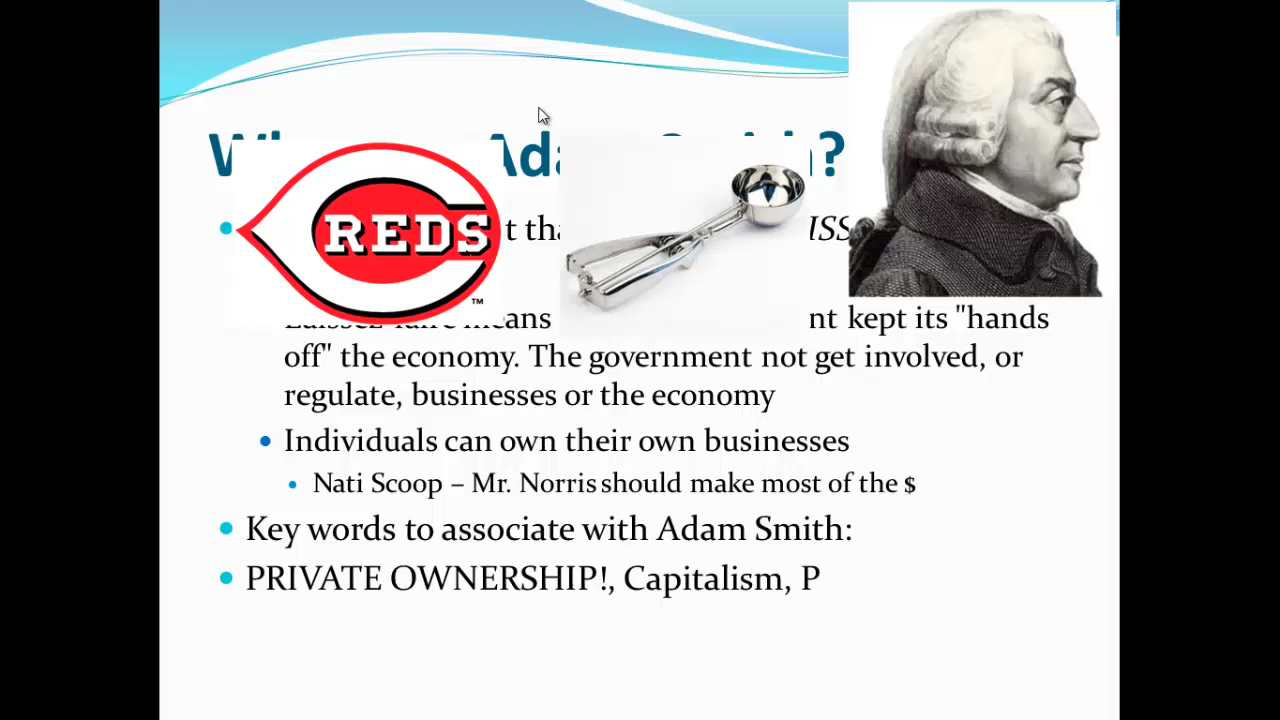 W Ada ?
REDS
™
t tha ISS
means nt kept its "hands
off" the economy. The government not get involved, or
regulate, businesses or the economy
• Individuals can own their own businesses
• Nati Scoop – Mr. Norris should make most of the $
• Key words to associate with Adam Smith:
• PRIVATE OWNERSHIP!, Capitalism, P